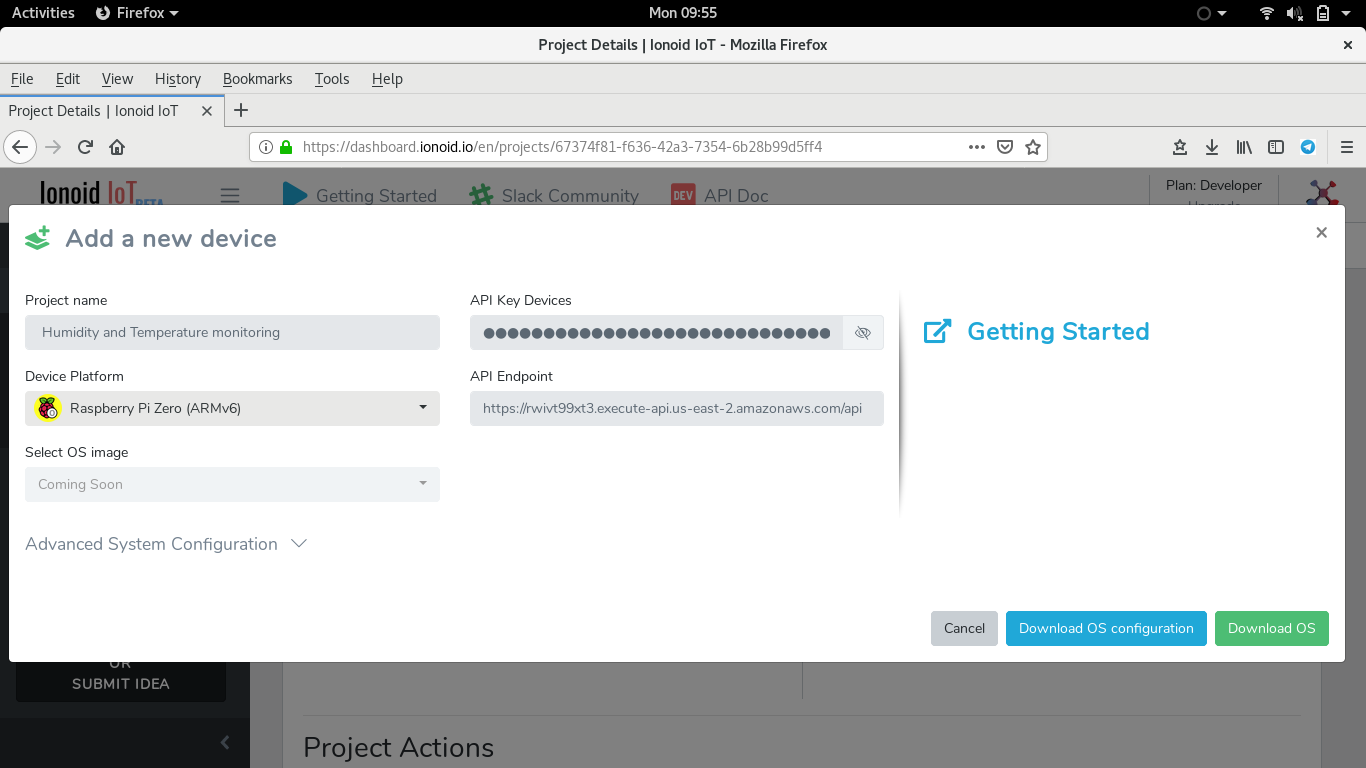 Activities Firefox Mon 09:55
Project Details | Ionoid IoT - Mozilla Firefox
File Edit View History Bookmarks Tools Help
Project Details | Ionoid IoT
https://dashboard.ionoid.io/en/projects/67374f81-f636-42a3-7354-6b28b99d5ff4
Ionoid IoT BETA Getting Started Slack Community DEV API Doc Plan: Developer
Upgrade
Add a new device
Project name API Key Devices
Humidity and Temperature monitoring
Getting Started
Device Platform API Endpoint
Raspberry Pi Zero (ARMv6) https://rwivt99xt3.execute-api.us-east-2.amazonaws.com/api
Select OS image
Coming Soon
Advanced System Configuration
Cancel Download OS configuration Download OS
OR
SUBMIT IDEA
Project Actions